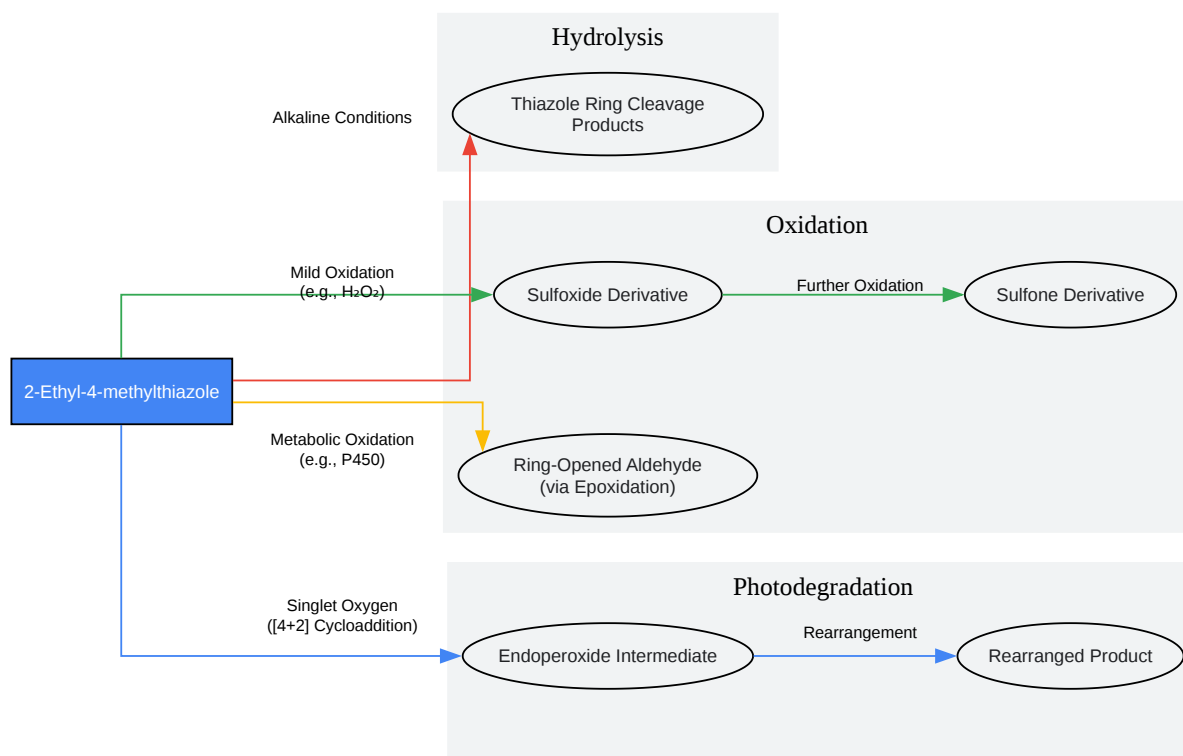 Hydrolysis
Thiazole Ring Cleavage
Products
Alkaline Conditions
Oxidation
Mild Oxidation
(e.g., H₂O₂)
Sulfoxide Derivative
Further Oxidation
Sulfone Derivative
2-Ethyl-4-methylthiazole
Metabolic Oxidation
(e.g., P450)
Ring-Opened Aldehyde
(via Epoxidation)
Photodegradation
Singlet Oxygen
([4+2] Cycloaddition)
Endoperoxide Intermediate
Rearrangement
Rearranged Product